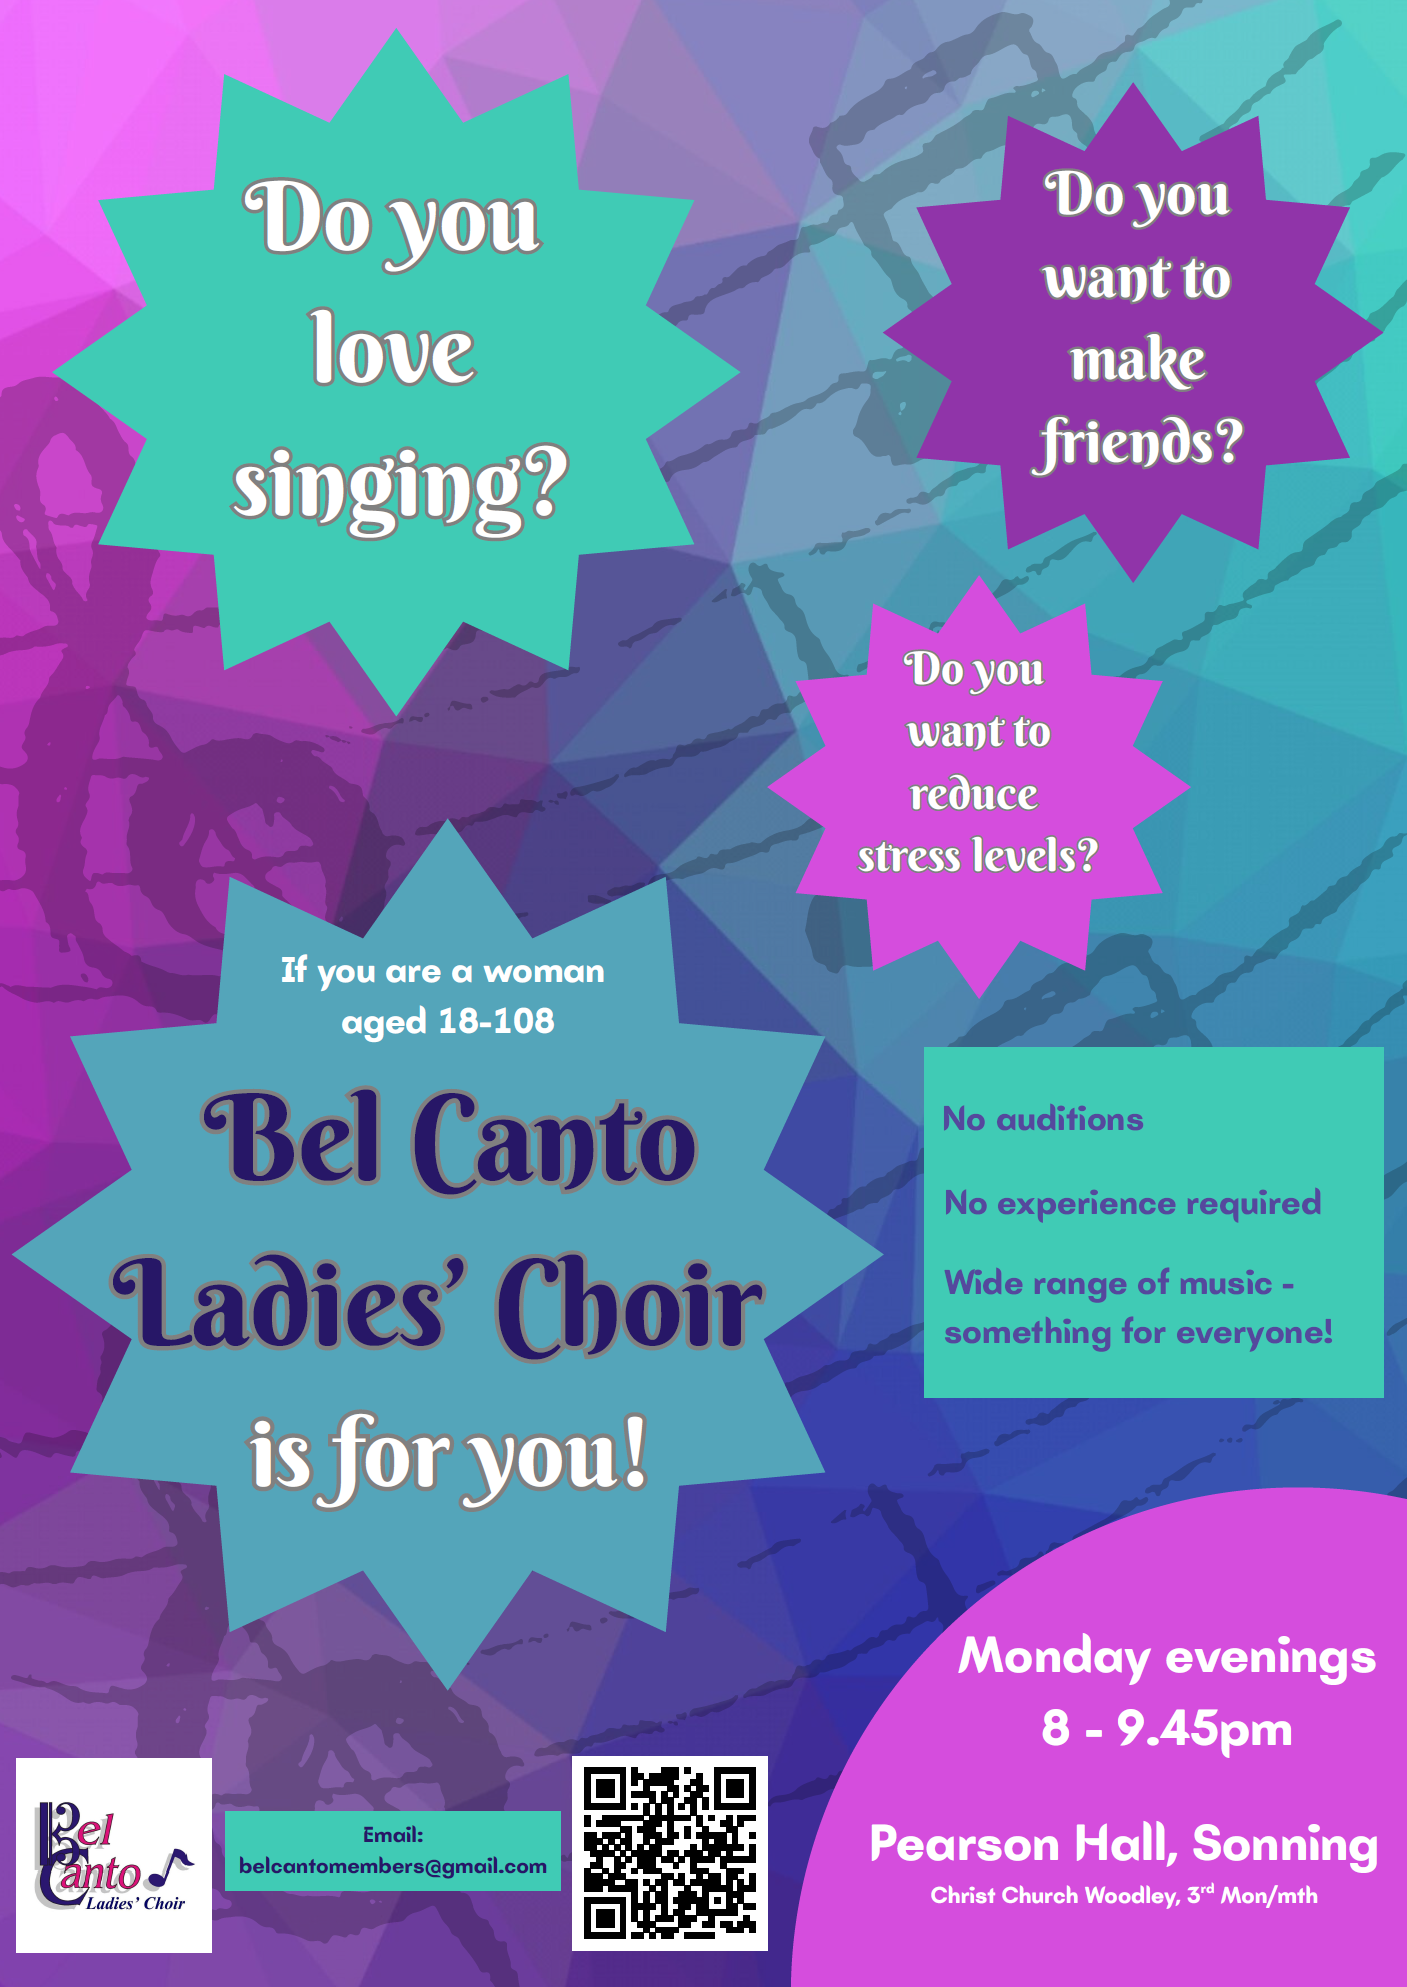 Do you
love
singing?
Do you
want to
make
friends?
Do you
want to
reduce
stress levels?
If you are a woman
aged 18-108
Bel Canto
Ladies' Choir
is for you!
No auditions
No experience required
Wide range of music -
something for everyone!
Monday evenings
8 - 9.45pm
Pearson Hall, Sonning
Christ Church Woodley, 3rd Mon/mth
Email:
belcantomembers@gmail.com
Bel
Canto
Ladies' Choir